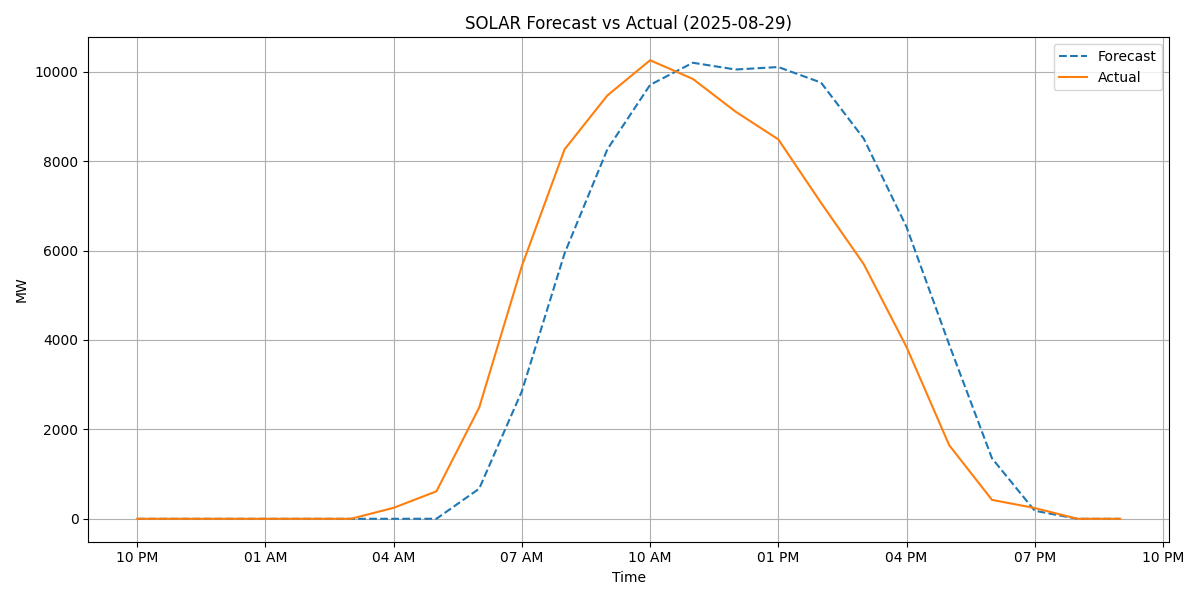 SOLAR Forecast vs Actual (2025-08-29)
Forecast
Actual
10000
8000
6000
4000
2000
0
MW
10 PM 01 AM 04 AM 07 AM 10 AM 01 PM 04 PM 07 PM 10 PM
Time